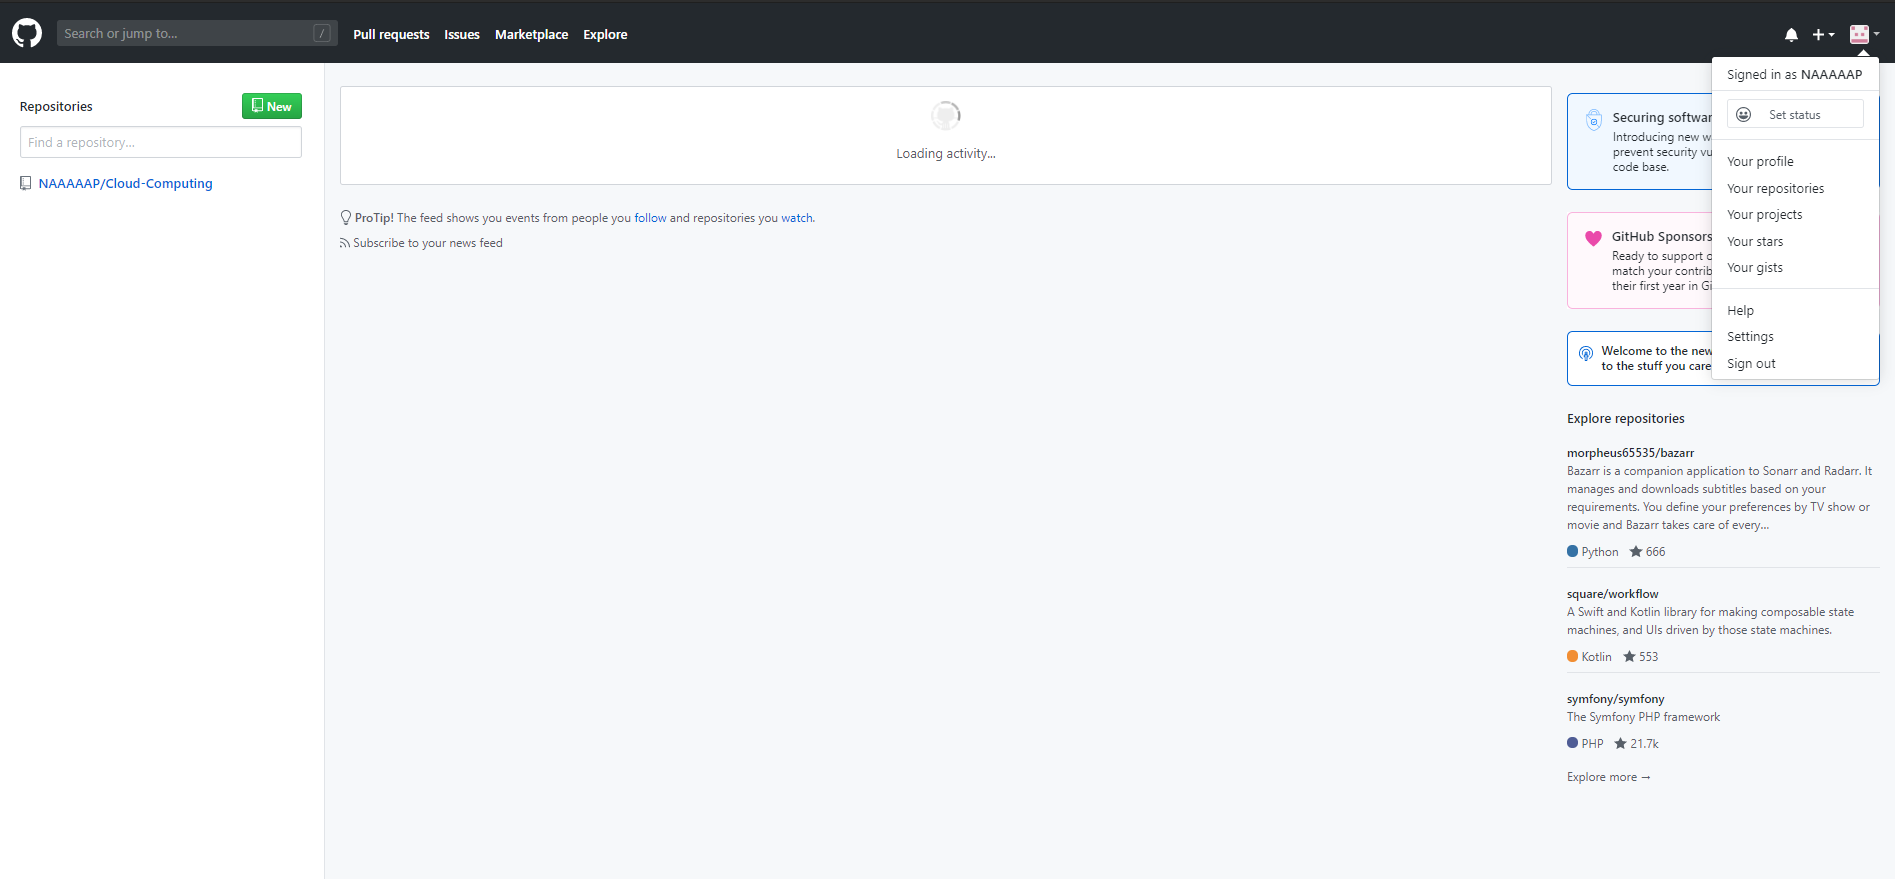 Search or jump to...
/
Pull requests
Issues
Marketplace
Explore
Repositories
New
Find a repository...
NAAAAAP/Cloud-Computing
Loading activity...
ProTip! The feed shows you events from people you follow and repositories you watch.
Subscribe to your news feed
Signed in as NAAAAAP
Set status
Your profile
Your repositories
Your projects
Your stars
Your gists
Help
Settings
Sign out
Securing softwar
Introducing new w
prevent security vu
code base.
GitHub Sponsors
Ready to support o
match your contrib
their first year in Gi
Welcome to the new
to the stuff you care
Explore repositories
morpheus65535/bazarr
Bazarr is a companion application to Sonarr and Radarr. It
manages and downloads subtitles based on your
requirements. You define your preferences by TV show or
movie and Bazarr takes care of every...
Python 666
square/workflow
A Swift and Kotlin library for making composable state
machines, and UIs driven by those state machines.
Kotlin 553
symfony/symfony
The Symfony PHP framework
PHP 21.7k
Explore more →